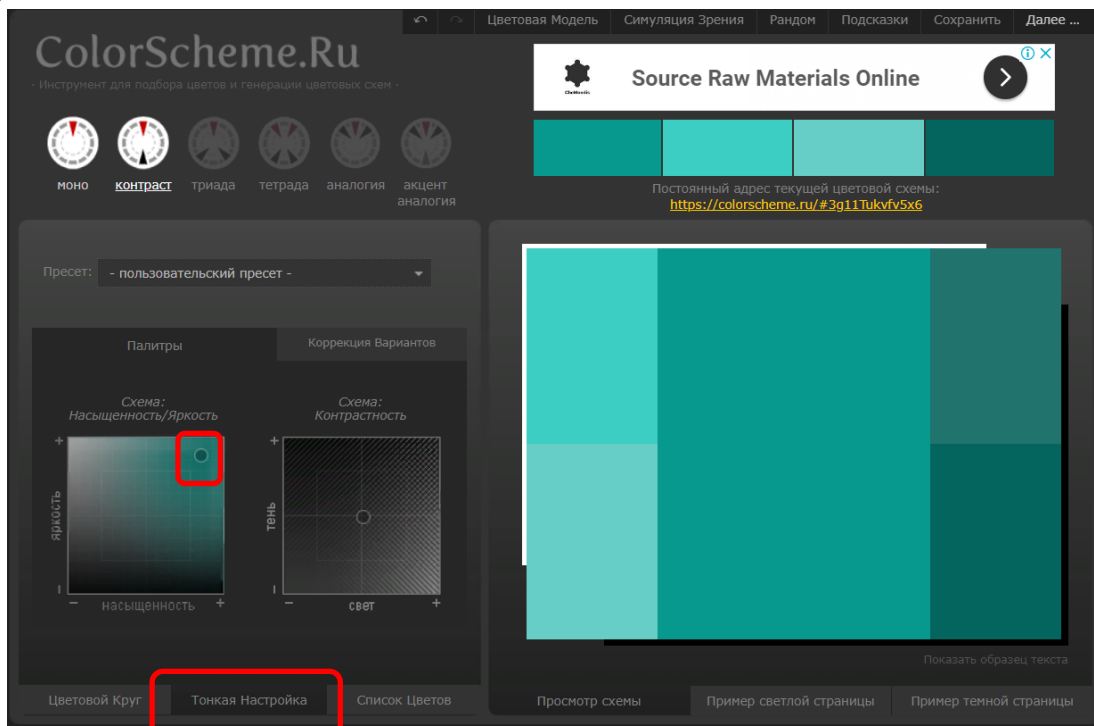 Цветовая Модель Симуляция Зрения Рандом Подсказки Сохранить Далее ...
ColorScheme.Ru
- Инструмент для подбора цветов и генерации цветовых схем -
Source Raw Materials Online
моно контраст триада тетрада аналогия акцент
аналогия
Постоянный адрес текущей цветовой схемы:
https://colorscheme.ru/#3g11Tukvfv5x6
Пресет: - пользовательский пресет -
Палитры Коррекция Вариантов
Схема:
Насыщенность/Яркость
Схема:
Контрастность
+
яркость
-
- насыщенность +
+
тень
-
- свет +
Показать образец текста
Цветовой Круг Тонкая Настройка Список Цветов
Просмотр схемы Пример светлой страницы Пример темной страницы